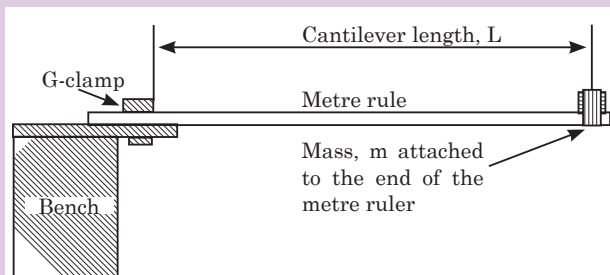 Cantilever length, L
G-clamp
Metre rule
Mass, m attached
to the end of the
metre ruler
Bench